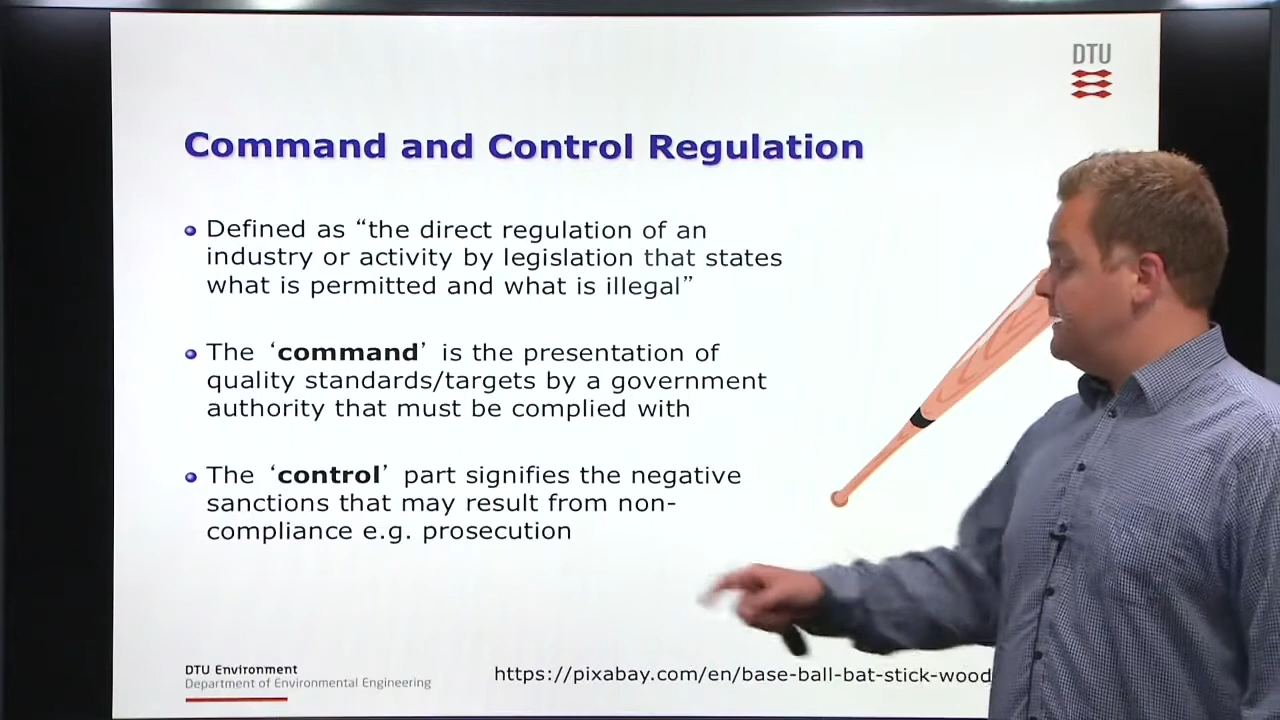 DTU
Command and Control Regulation
Defined as “the direct regulation of an
industry or activity by legislation that states
what is permitted and what is illegal”
The ‘command’ is the presentation of
quality standards/targets by a government
authority that must be complied with
The ‘control’ part signifies the negative
sanctions that may result from non-
compliance e.g. prosecution
DTU Environment
Department of Environmental Engineering
https://pixabay.com/en/base-ball-bat-stick-wood